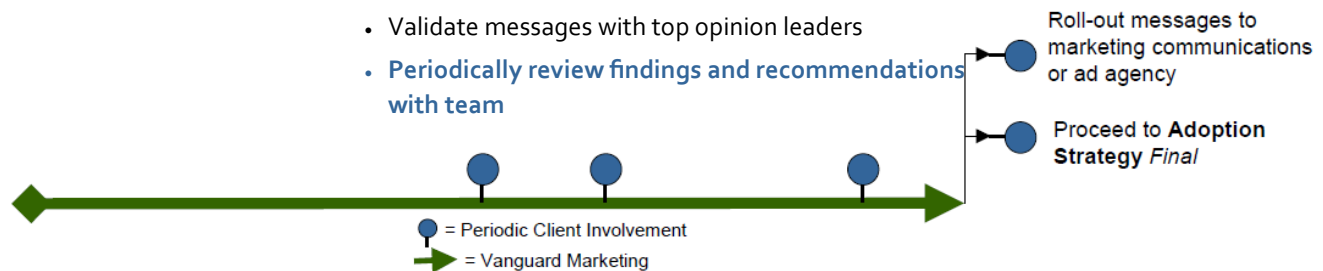 • Validate messages with top opinion leaders
• Periodically review findings and recommendations
with team
Roll-out messages to
marketing communications
or ad agency
Proceed to Adoption
Strategy Final
= Periodic Client Involvement
= Vanguard Marketing